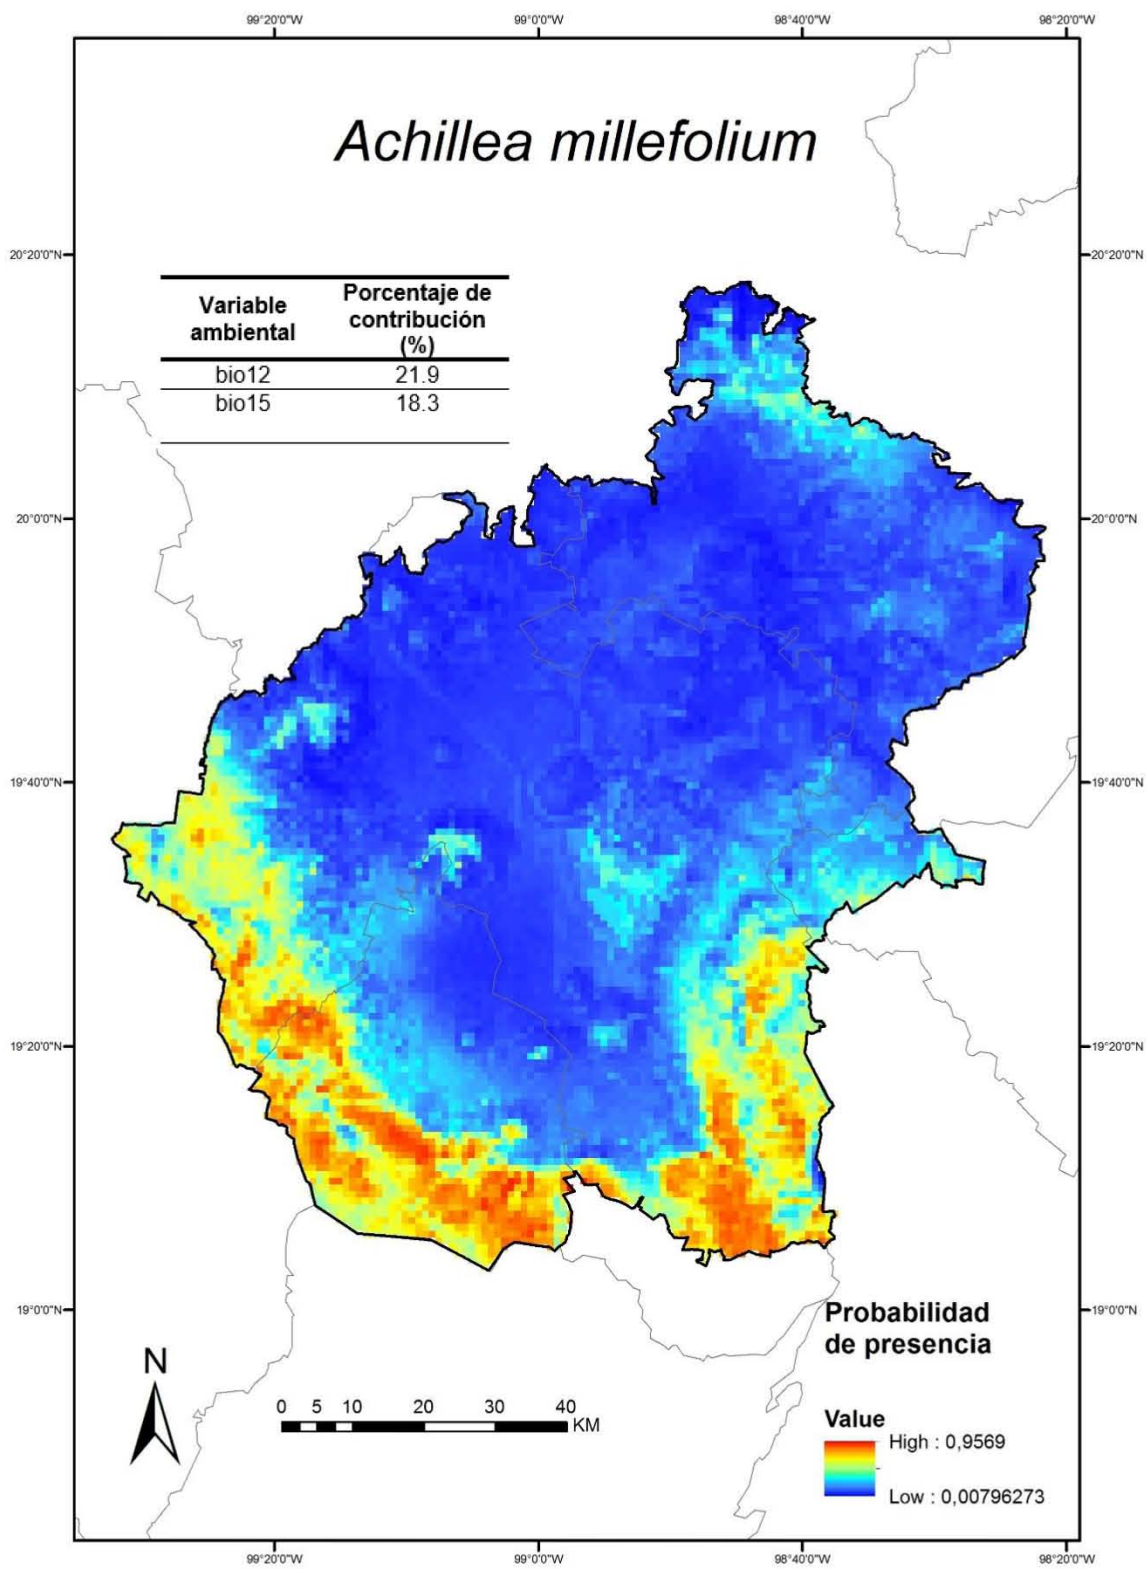 99°20'0"W 99°0'0"W 98°40'0"W 98°20'0"W
Achillea millefolium
20°20'0"N 20°20'0"N
Variable ambiental
Porcentaje de contribución (%)
bio12 21.9
bio15 18.3
20°0'0"N 20°0'0"N
19°40'0"N 19°40'0"N
19°20'0"N 19°20'0"N
19°0'0"N 19°0'0"N
Probabilidad
de presencia
N
0 5 10 20 30 40
KM
Value
High : 0,9569
Low : 0,00796273
99°20'0"W 99°0'0"W 98°40'0"W 98°20'0"W